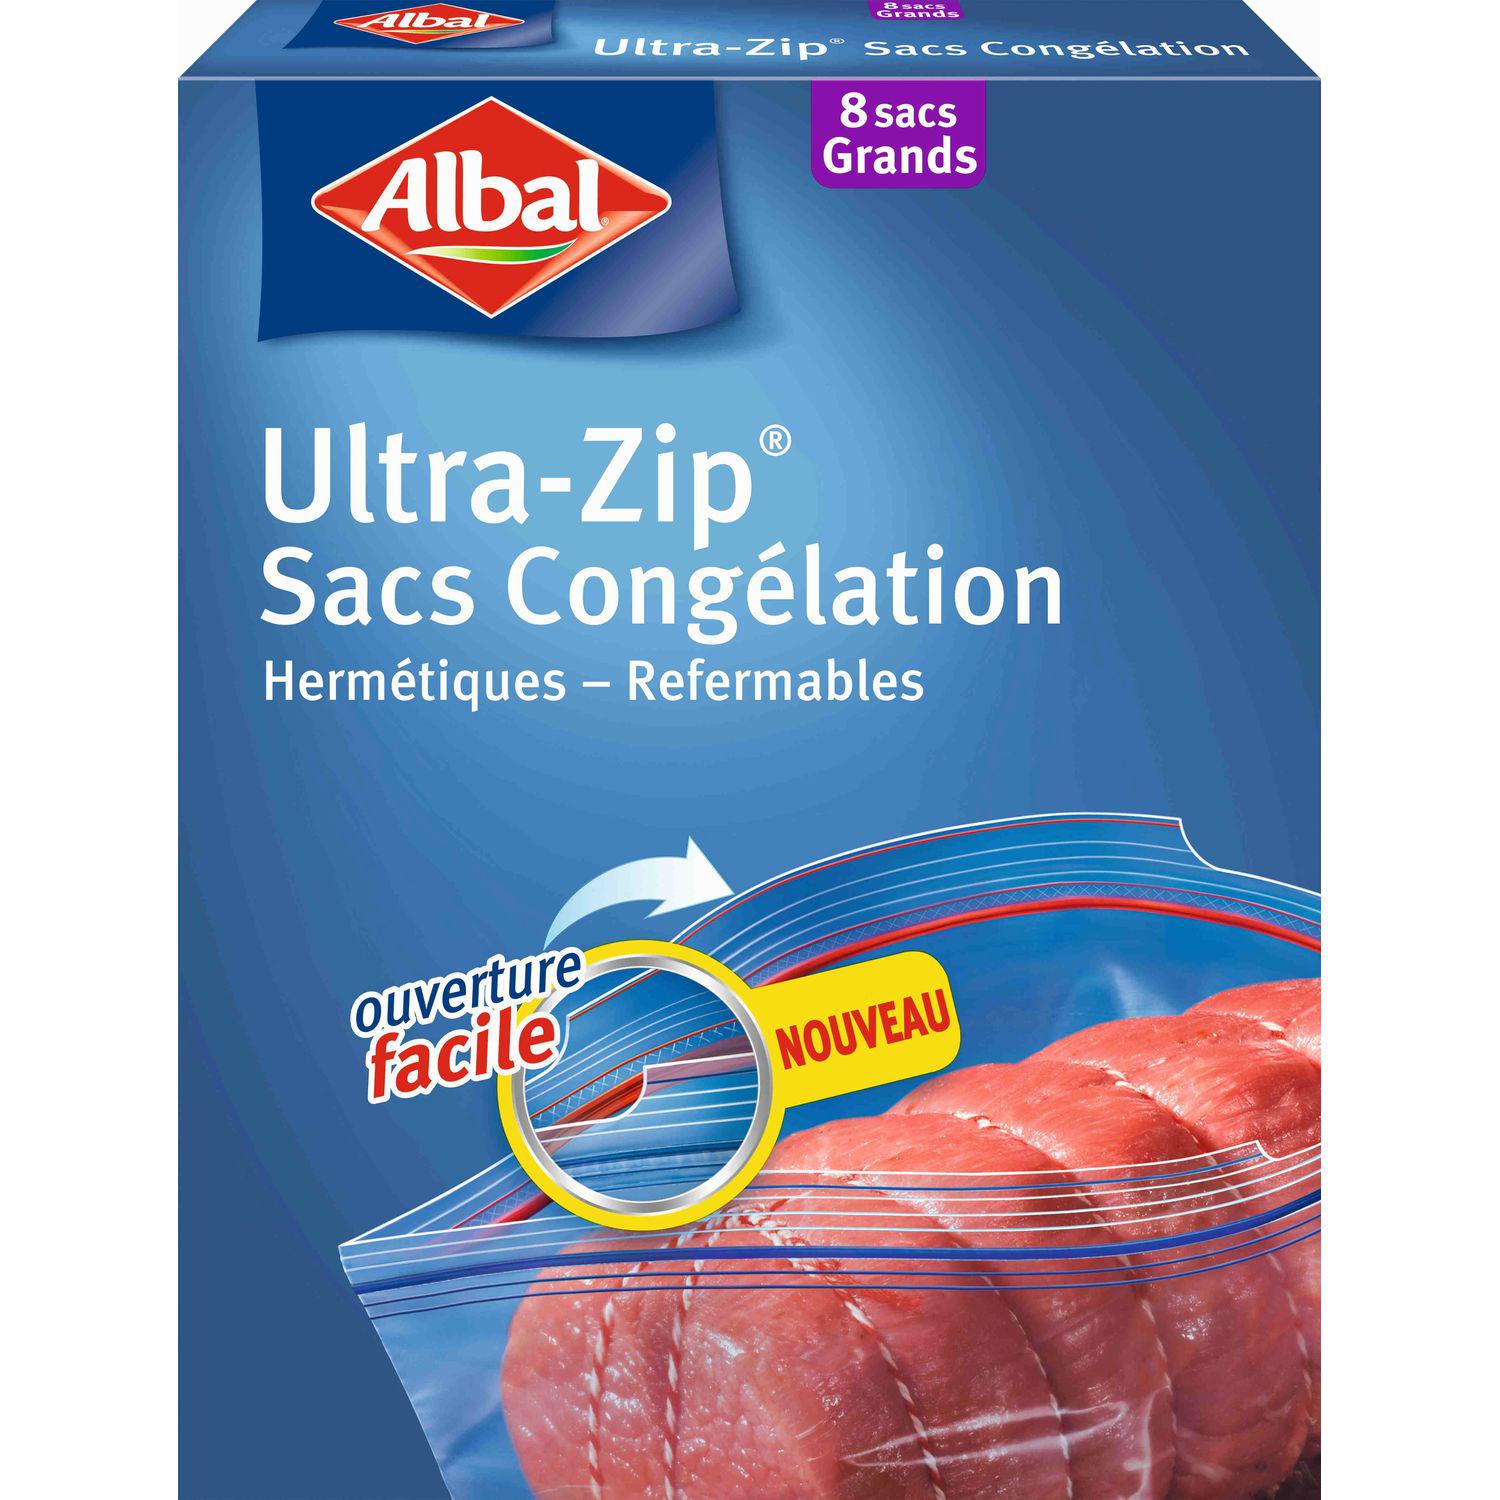 8 sacs
Grands
Albal
Ultra-Zip® Sacs Congélation
Albal®
8 sacs
Grands
Ultra-Zip®
Sacs Congélation
Hermétiques – Refermables
ouverture
facile
NOUVEAU